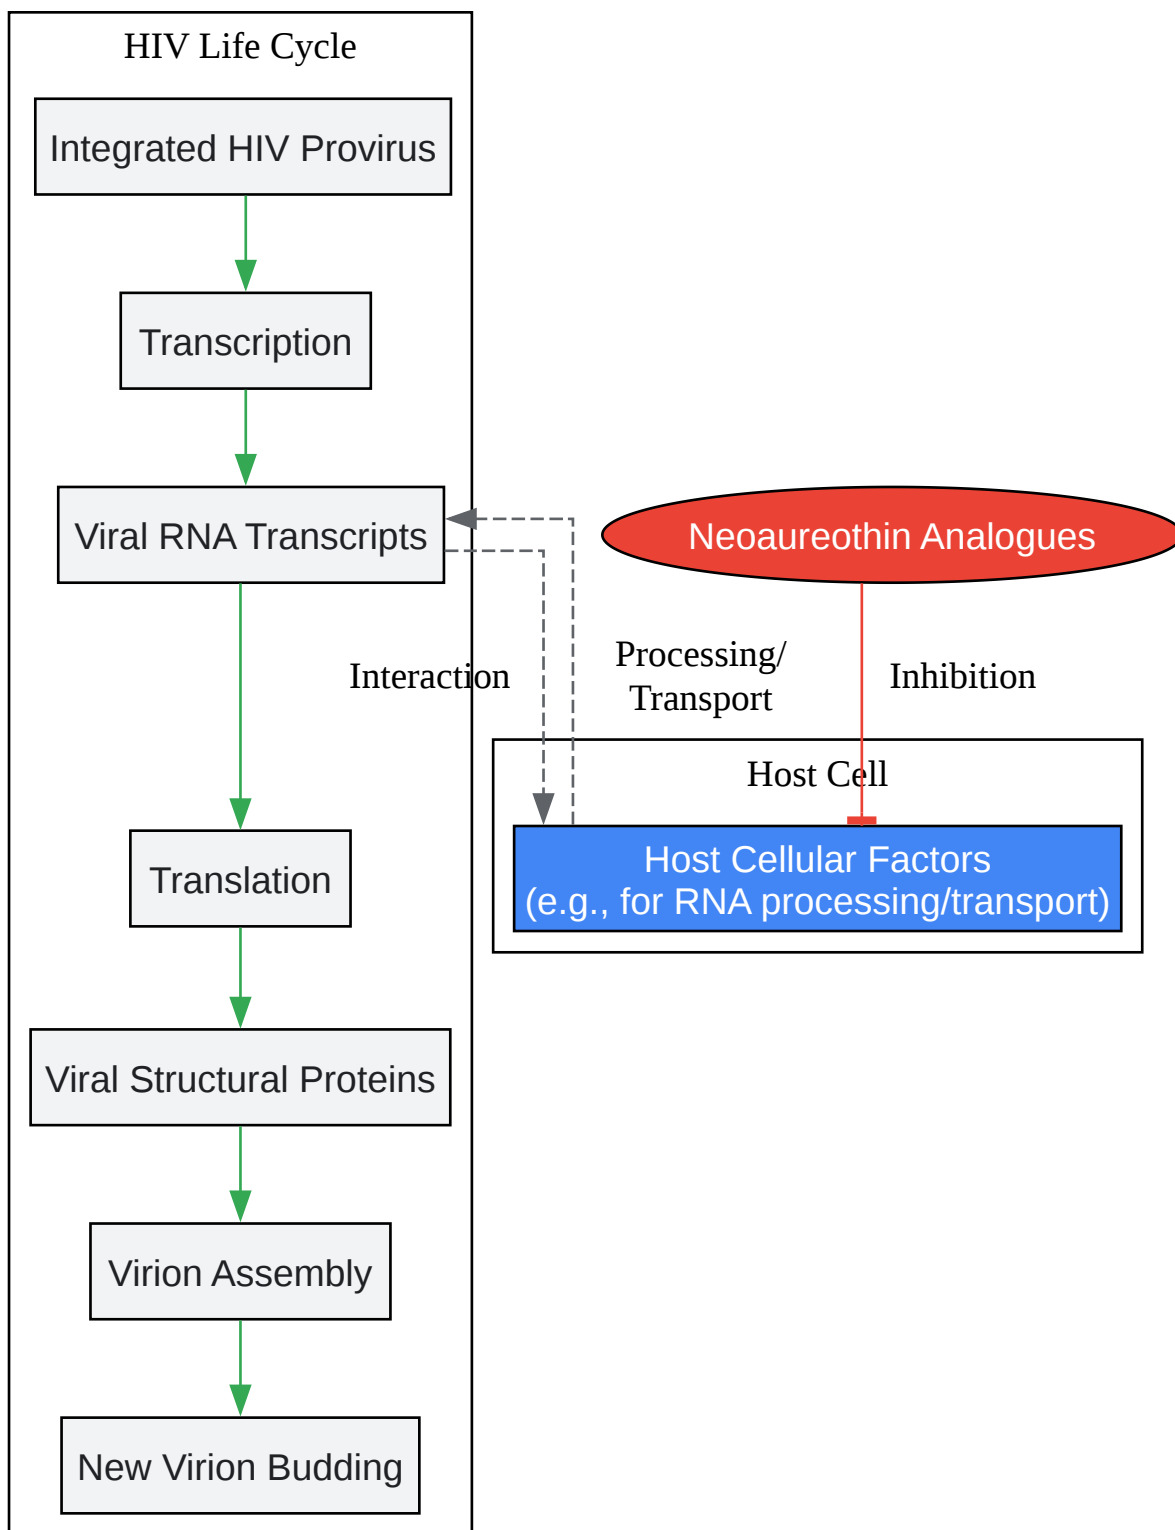 HIV Life Cycle
Integrated HIV Provirus
Transcription
Viral RNA Transcripts
Neoaureothin Analogues
Interaction
Processing/
Transport
Inhibition
Host Cell
Host Cellular Factors
(e.g., for RNA processing/transport)
Translation
Viral Structural Proteins
Virion Assembly
New Virion Budding